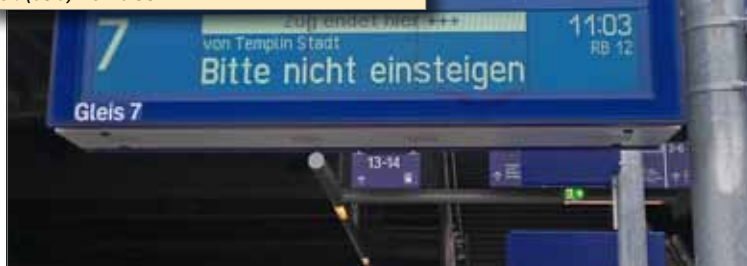 Zug endet hier +++
7
11:03
von Templin Stadt
RB 12
Bitte nicht einsteigen
Gleis 7
13-14